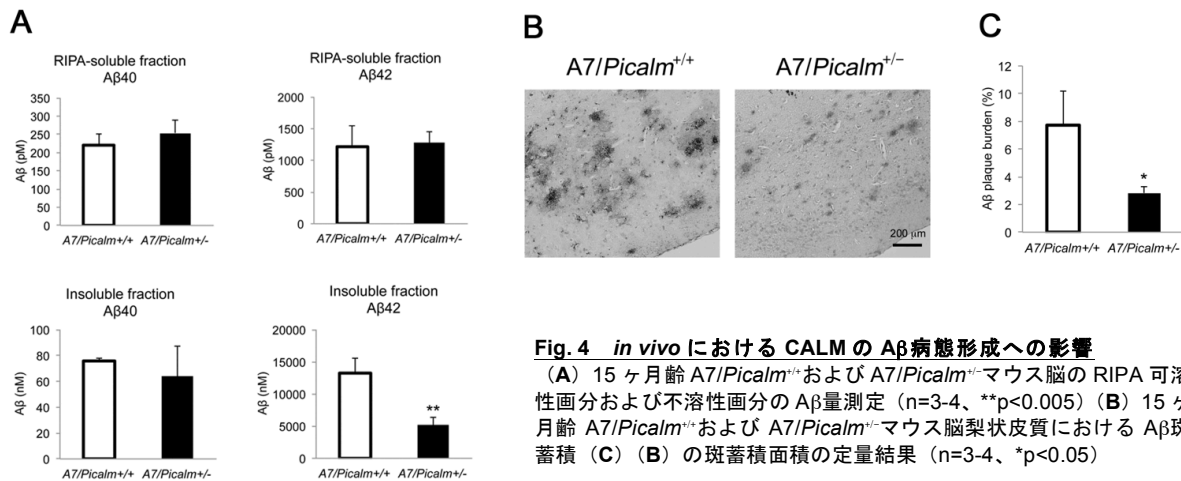 A
RIPA-soluble fraction
Aβ40
350
300
250
200
150
100
50
0
Aβ (pM)
A7/Picalm+/+ A7/Picalm+/-
RIPA-soluble fraction
Aβ42
2000
1500
1000
500
0
Aβ (pM)
A7/Picalm+/+ A7/Picalm+/-
Insoluble fraction
Aβ40
100
80
60
40
20
0
Aβ (nM)
A7/Picalm+/+ A7/Picalm+/-
Insoluble fraction
Aβ42
20000
15000
10000
5000
0
Aβ (nM)
**
A7/Picalm+/+ A7/Picalm+/-
B
A7/Picalm+/+ A7/Picalm+/−
200 μm
C
12
10
8
6
4
2
0
Aβ plaque burden (%)
*
A7/Picalm+/+ A7/Picalm+/-
Fig. 4 in vivo における CALM の Aβ病態形成への影響
（A）15 ヶ月齢 A7/Picalm+/+および A7/Picalm+/−マウス脳の RIPA 可溶
性画分および不溶性画分の Aβ量測定（n=3-4、**p<0.005）（B）15 ヶ
月齢 A7/Picalm+/+および A7/Picalm+/−マウス脳梨状皮質における Aβ斑
蓄積（C）（B）の斑蓄積面積の定量結果（n=3-4、*p<0.05）